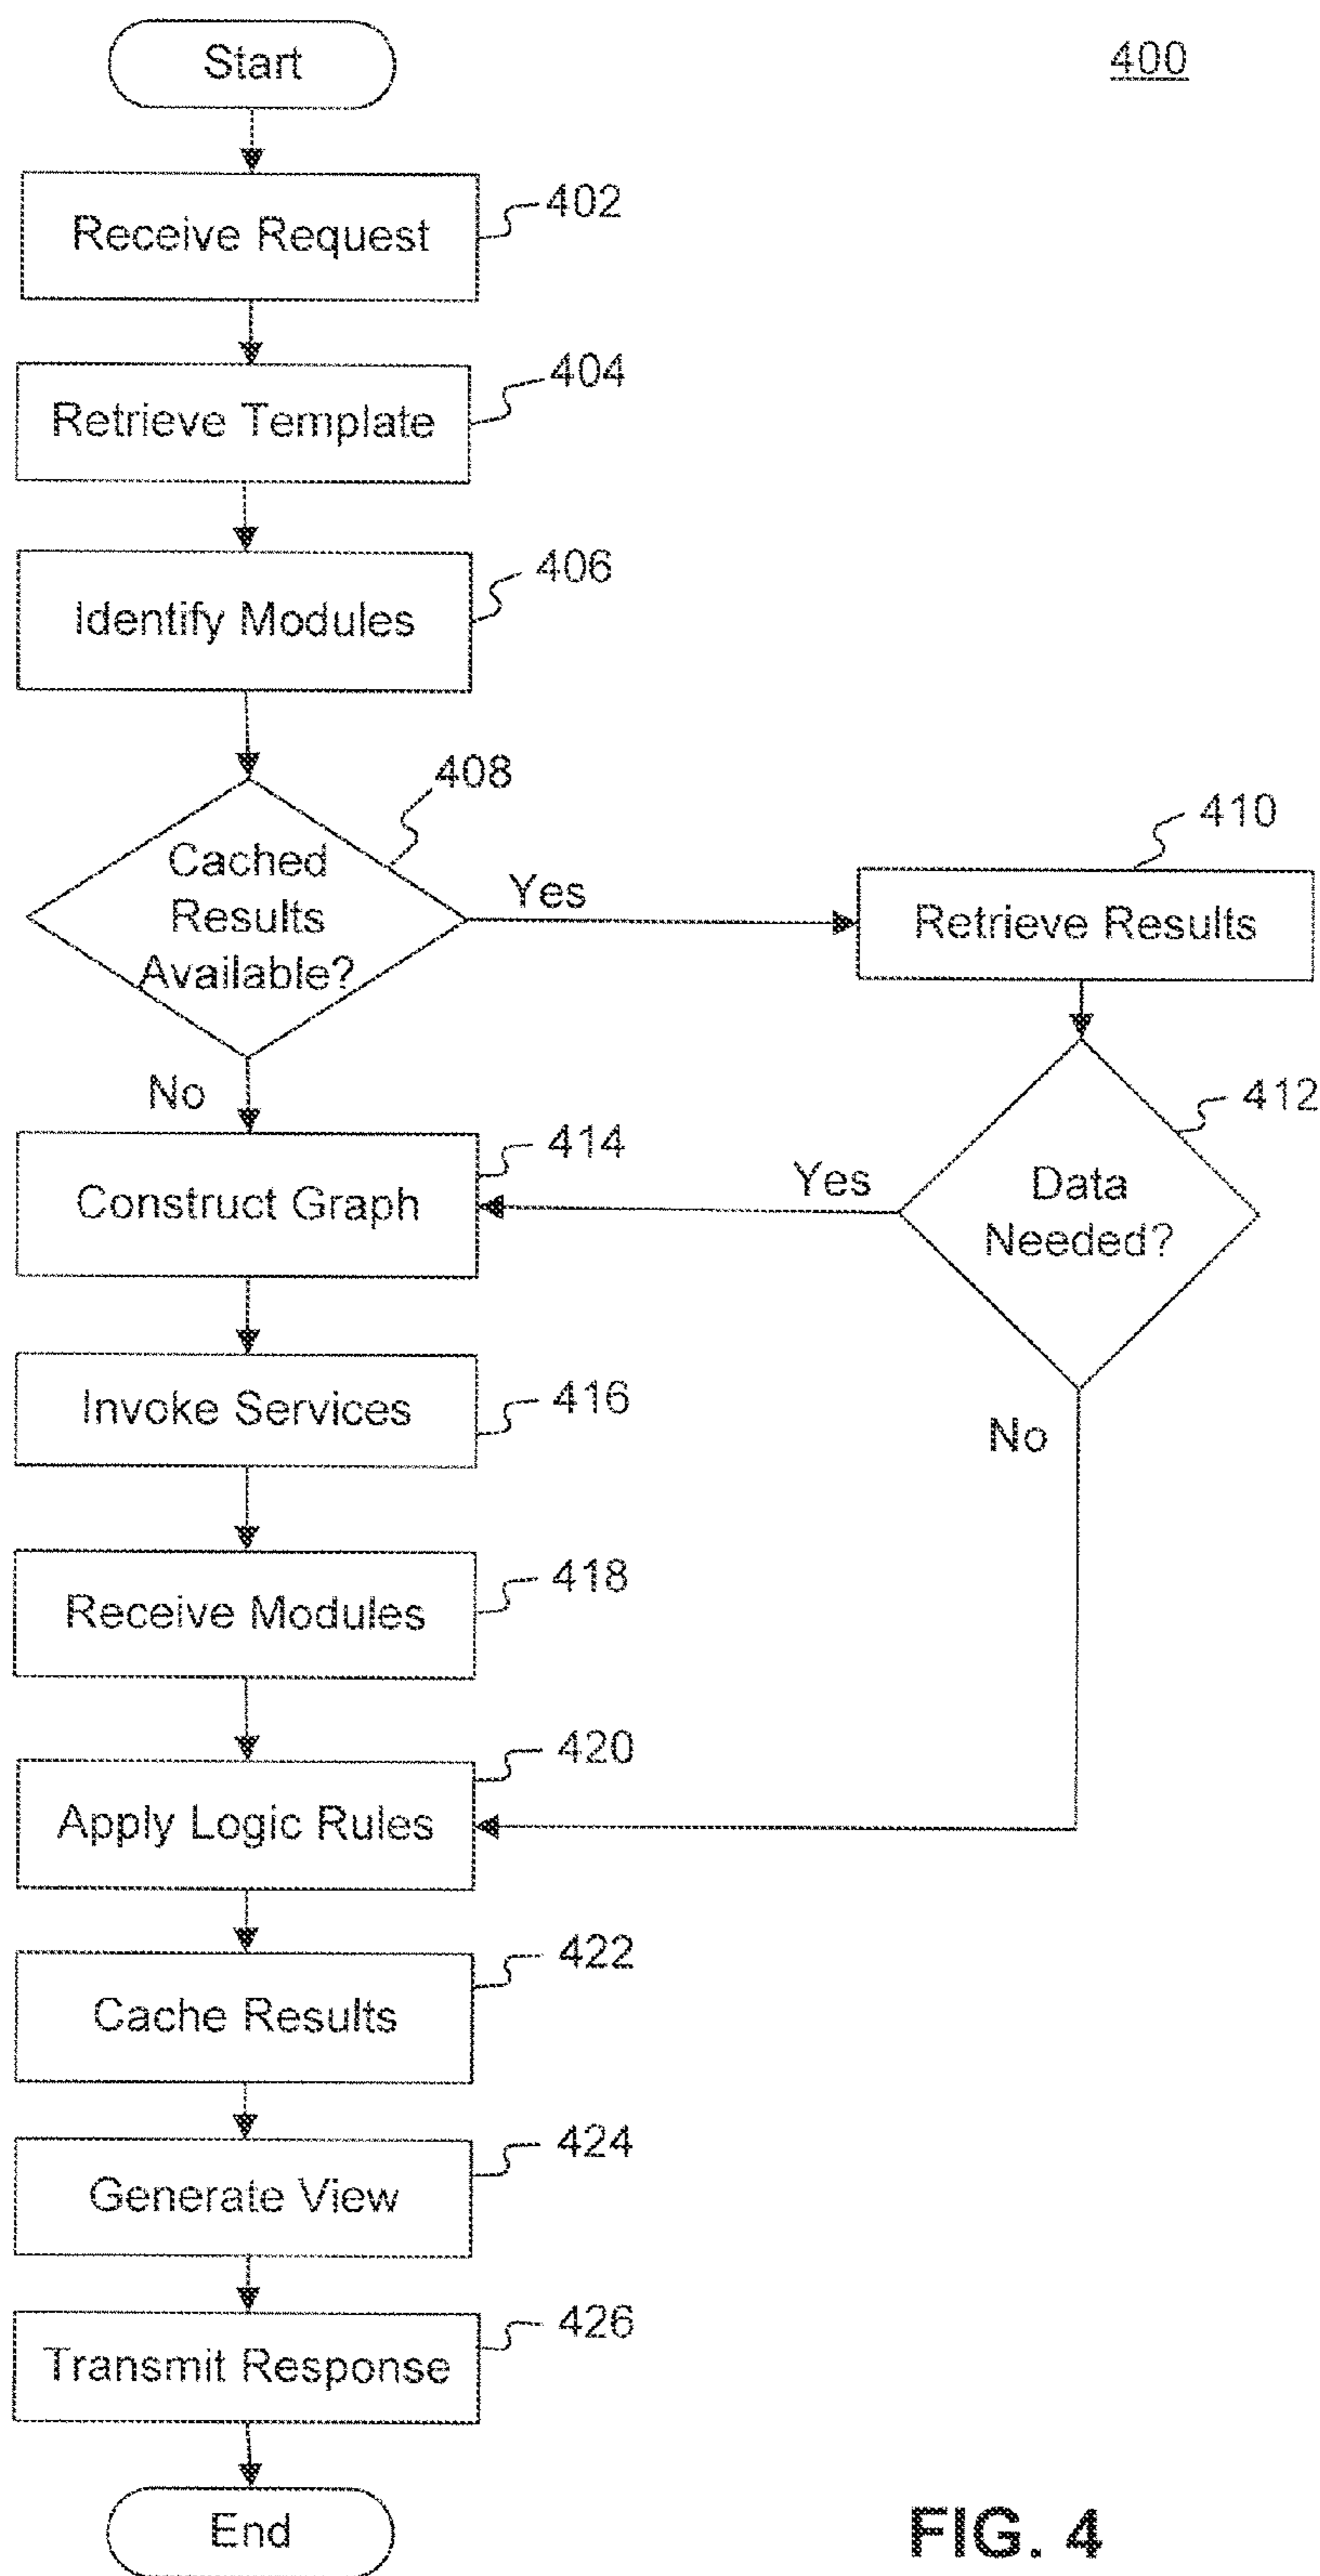 Start
400
Receive Request
402
Retrieve Template
404
Identify Modules
406
Cached
Results
Available?
408
Yes
Retrieve Results
410
No
Data
Needed?
412
Yes
Construct Graph
414
No
Invoke Services
416
Receive Modules
418
Apply Logic Rules
420
Cache Results
422
Generate View
424
Transmit Response
426
End
FIG. 4